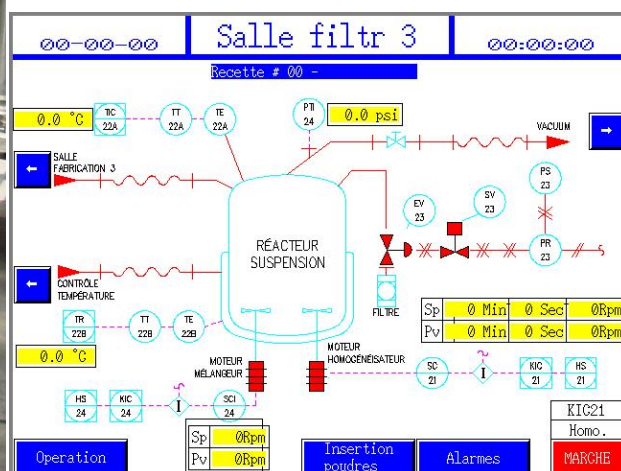 00-00-00
Salle filtr 3
00:00:00
Recette # 00 -
0.0 °C
TIC 22A
TT 22A
TE 22A
PTI 24
0.0 psi
VACUUM
SALLE
FABRICATION 3
PS 23
SV 23
EV 23
PR 23
RÉACTEUR
SUSPENSION
CONTRÔLE
TEMPÉRATURE
FILTRE
TR 22B
TT 22B
TE 22B
0.0 °C
Sp 0 Min 0 Sec 0Rpm
Pv 0 Min 0 Sec 0Rpm
MOTEUR
MÉLANGEUR
MOTEUR
HOMOGÉNÉISATEUR
HS 24
KIC 24
I
SCI 24
SC 21
I
KIC 21
HS 21
Sp 0Rpm
Pv 0Rpm
KIC21
Homo.
MARCHE
Operation
Insertion
poudres
Alarmes